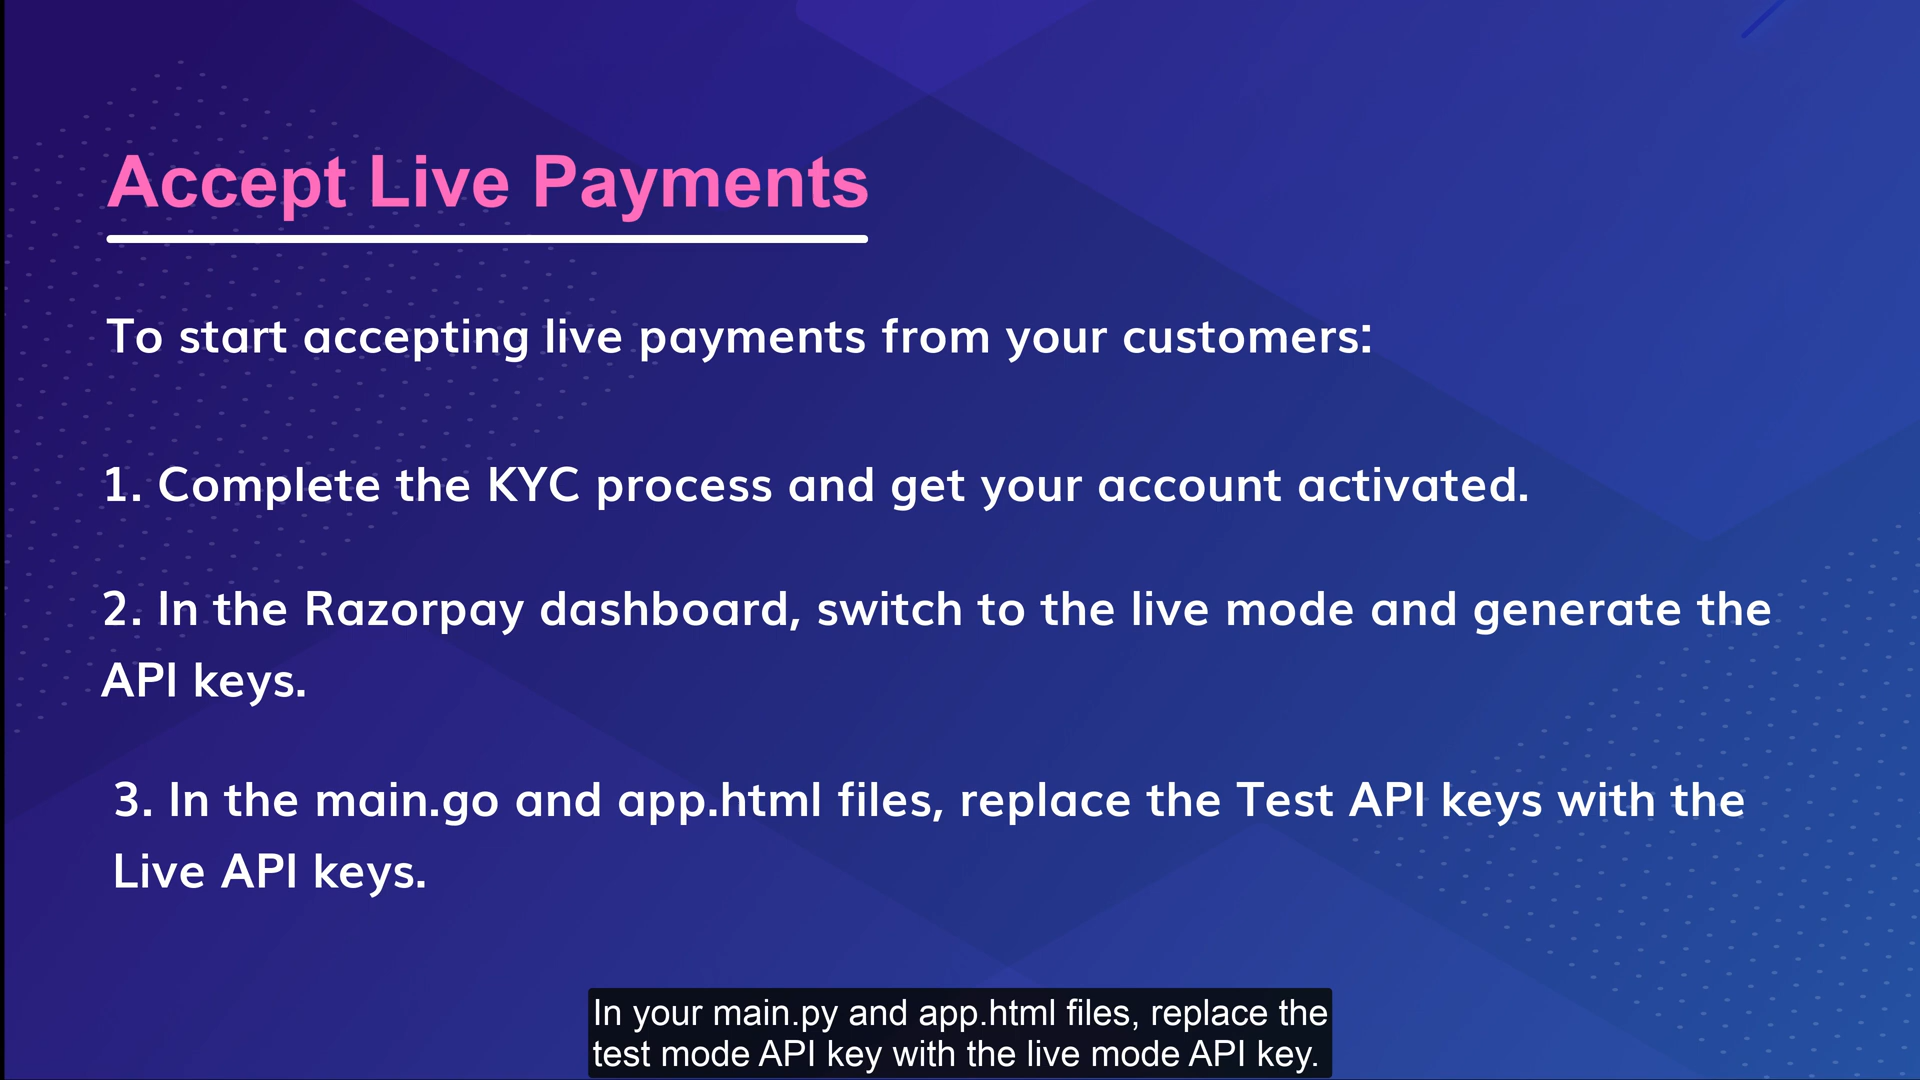 Accept Live Payments
To start accepting live payments from your customers:
1. Complete the KYC process and get your account activated.
2. In the Razorpay dashboard, switch to the live mode and generate the
API keys.
3. In the main.go and app.html files, replace the Test API keys with the
Live API keys.
In your main.py and app.html files, replace the
test mode API key with the live mode API key.